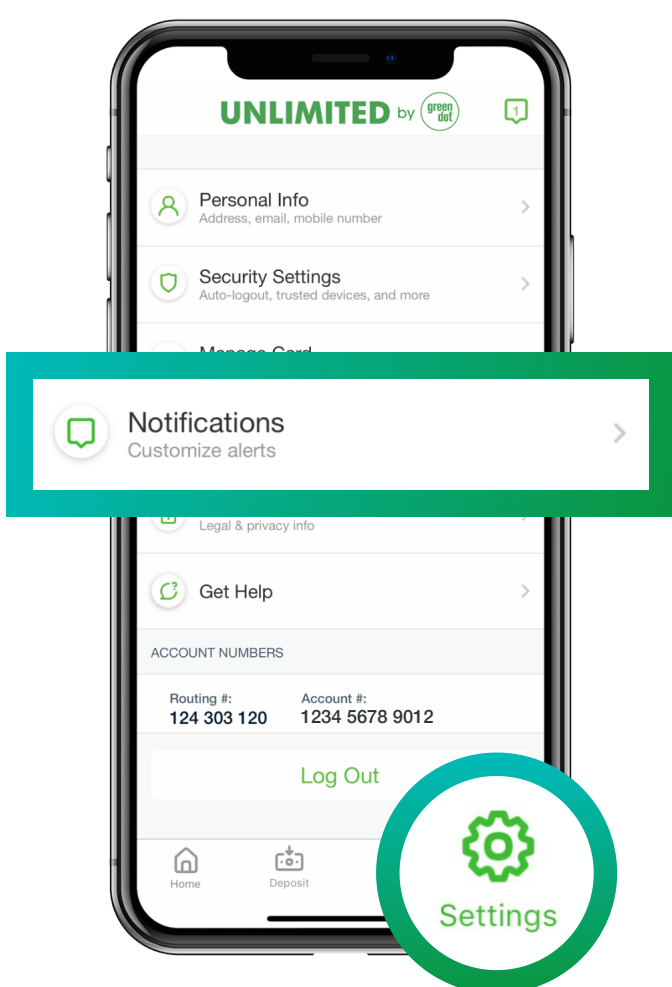 UNLIMITED by green dot
1
Personal Info
Address, email, mobile number
Security Settings
Auto-logout, trusted devices, and more
Manage Card
Notifications
Customize alerts
Legal & privacy info
Get Help
ACCOUNT NUMBERS
Routing #: Account #:
124 303 120 1234 5678 9012
Log Out
Home Deposit
Settings